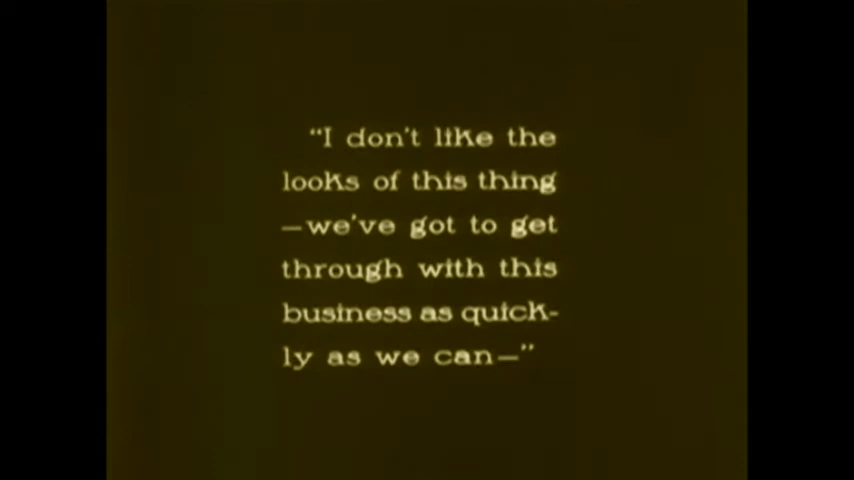 "I don't like the
looks of this thing
—we've got to get
through with this
business as quick-
ly as we can—"